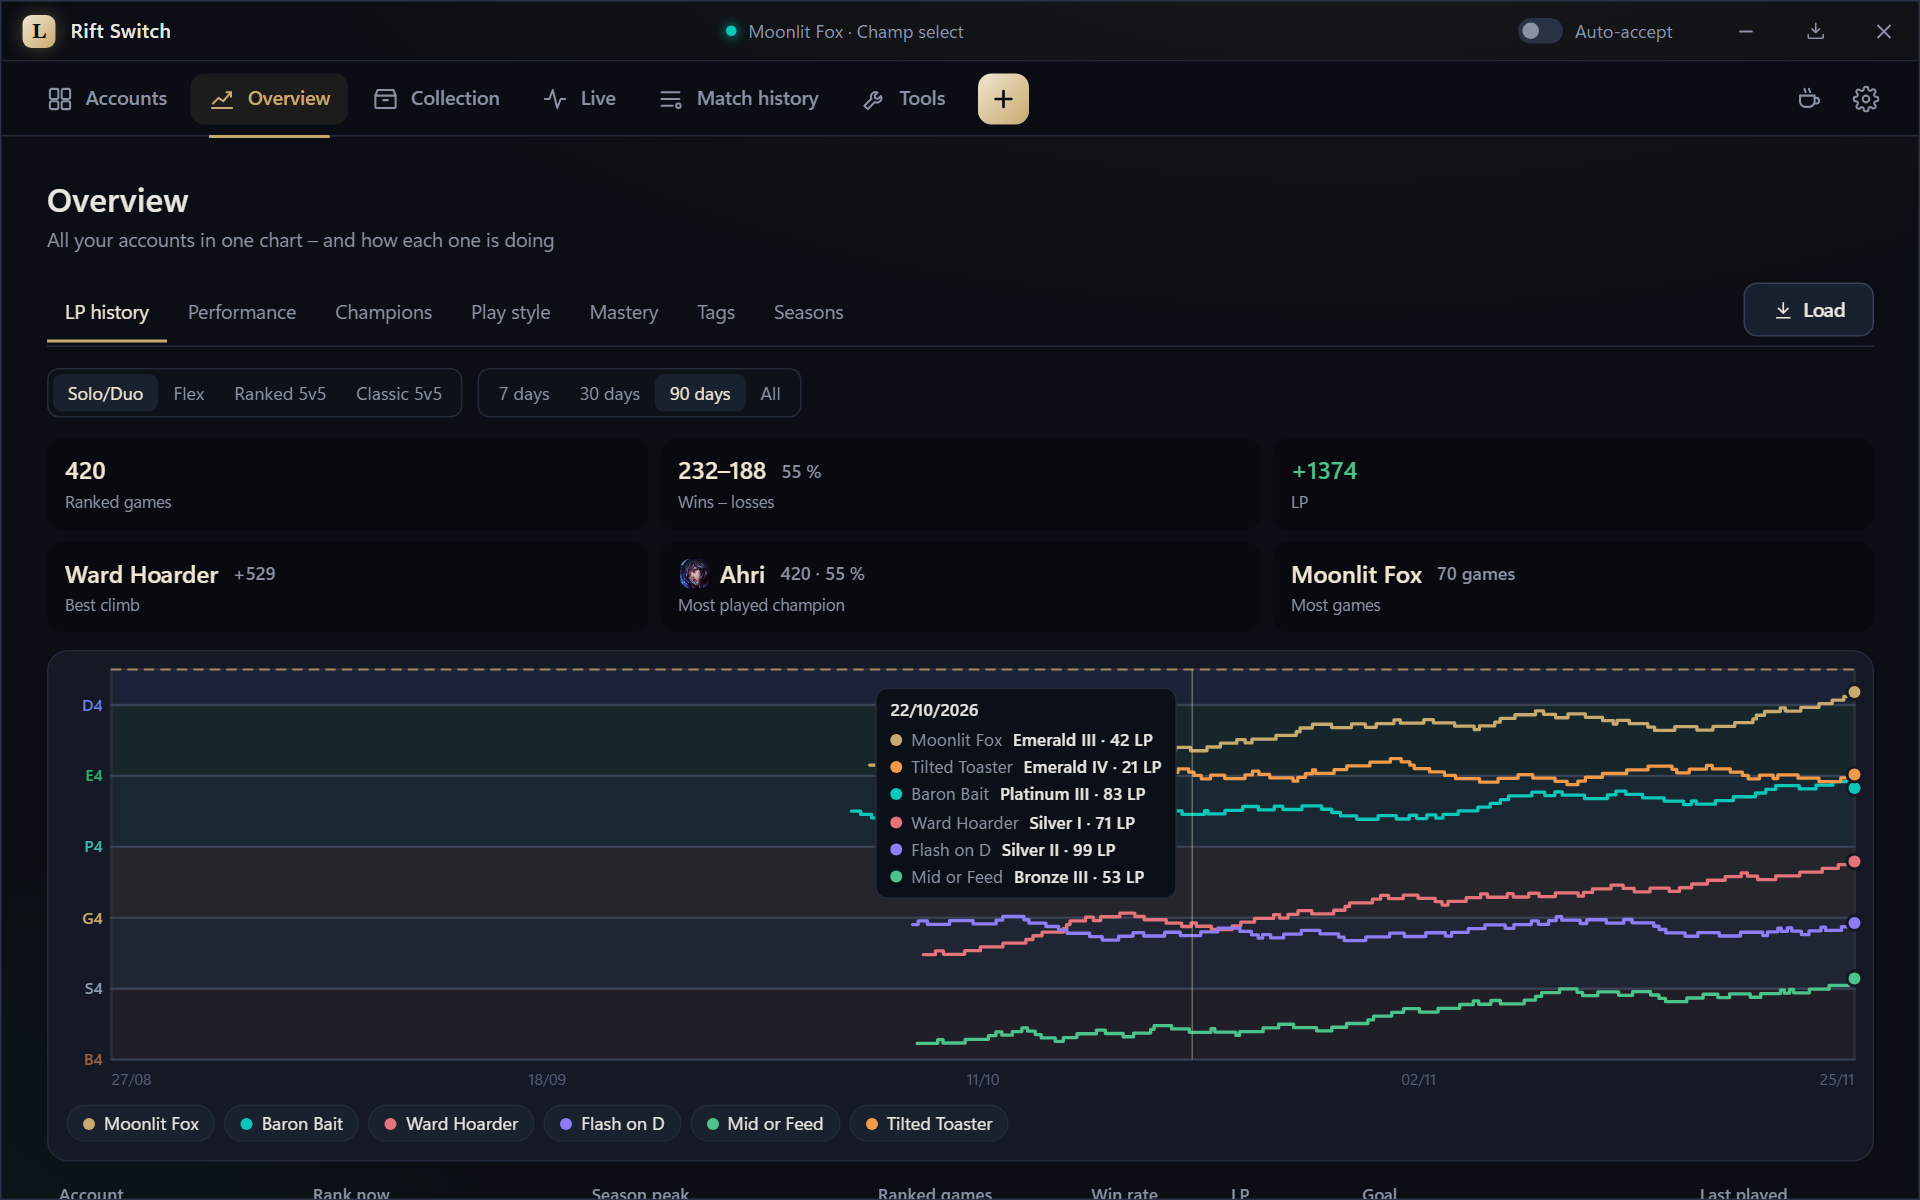 L Rift Switch
Moonlit Fox · Champ select
Auto-accept
Accounts
Overview
Collection
Live
Match history
Tools
Overview
All your accounts in one chart – and how each one is doing
LP history
Performance
Champions
Play style
Mastery
Tags
Seasons
Load
Solo/Duo
Flex
Ranked 5v5
Classic 5v5
7 days
30 days
90 days
All
420
Ranked games
232–188 55 %
Wins – losses
+1374
LP
Ward Hoarder +529
Best climb
Ahri 420 · 55 %
Most played champion
Moonlit Fox 70 games
Most games
D4
E4
P4
G4
S4
B4
22/10/2026
Moonlit Fox Emerald III · 42 LP
Tilted Toaster Emerald IV · 21 LP
Baron Bait Platinum III · 83 LP
Ward Hoarder Silver I · 71 LP
Flash on D Silver II · 99 LP
Mid or Feed Bronze III · 53 LP
27/08
18/09
11/10
02/11
25/11
Moonlit Fox
Baron Bait
Ward Hoarder
Flash on D
Mid or Feed
Tilted Toaster
Account
Rank now
Season peak
Ranked games
Win rate
LP
Goal
Last played